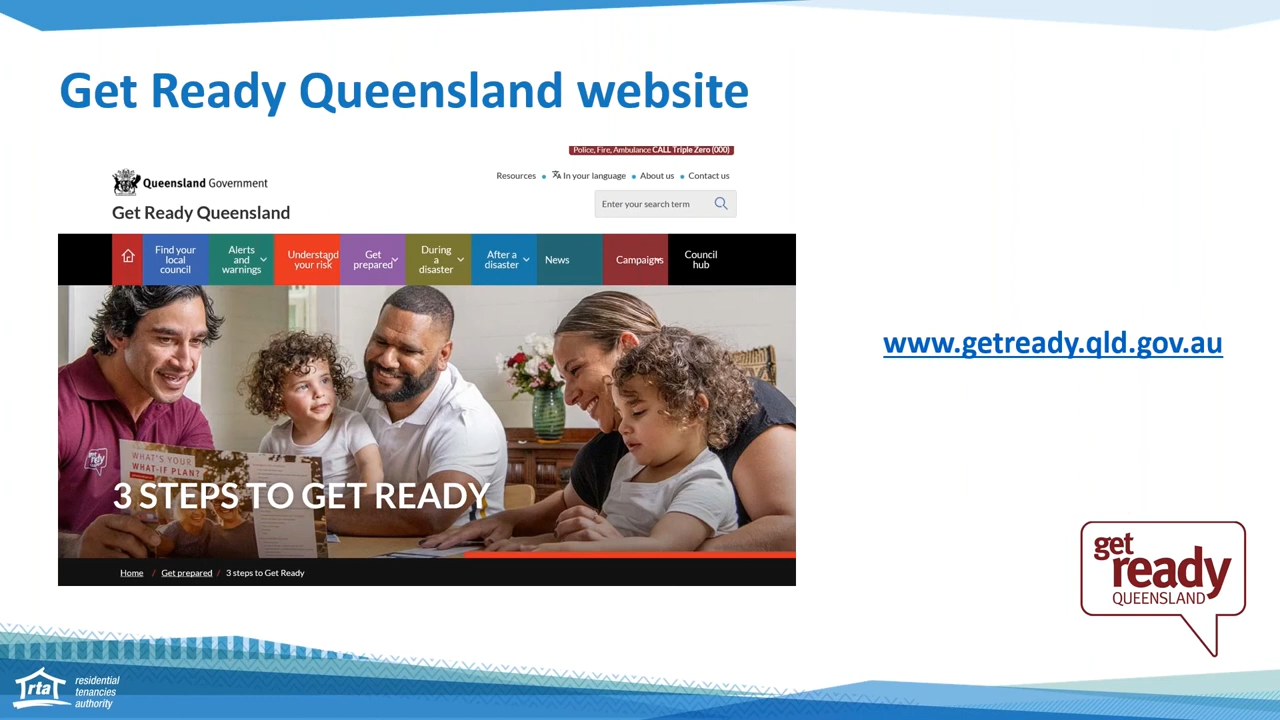 Get Ready Queensland website
Police, Fire, Ambulance CALL Triple Zero (000)
Resources • In your language • About us • Contact us
Queensland Government
Enter your search term
Get Ready Queensland
Find your
local
council
Alerts
and
warnings
Understand
your risk
Get
prepared
During
a
disaster
After a
disaster
News
Campaigns
Council
hub
www.getready.qld.gov.au
get
ready
WHAT'S YOUR
WHAT-IF PLAN?
3 STEPS TO GET READY
Home / Get prepared / 3 steps to Get Ready
get
ready
QUEENSLAND
rta
residential
tenancies
authority